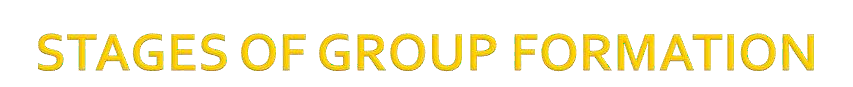 STAGES OF GROUP FORMATION